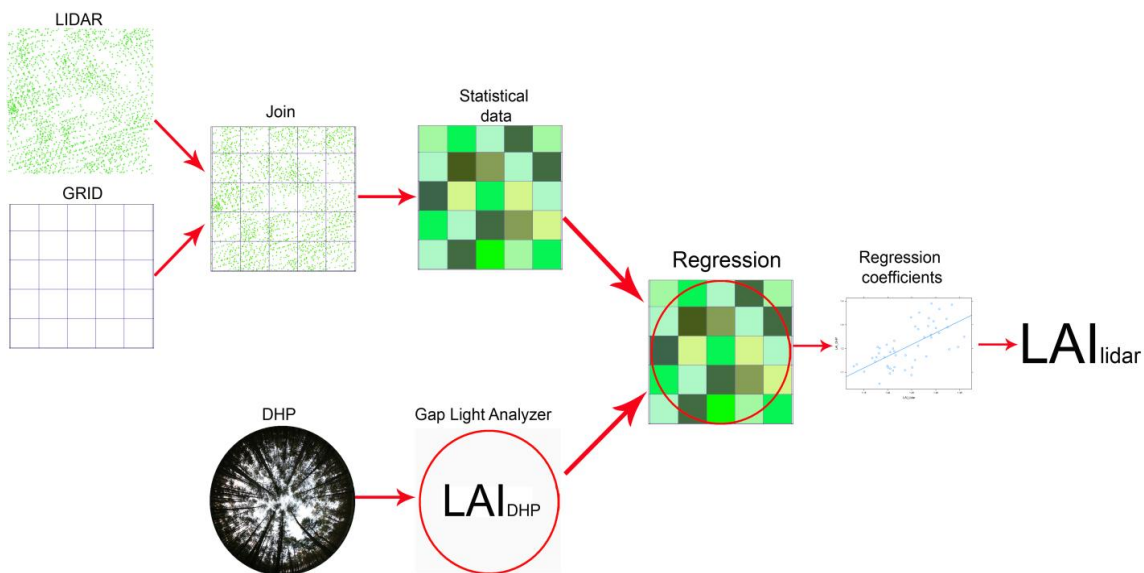 LIDAR
GRID
Join
Statistical
data
DHP
Gap Light Analyzer
LAIDHP
Regression
Regression
coefficients
LAIlidar